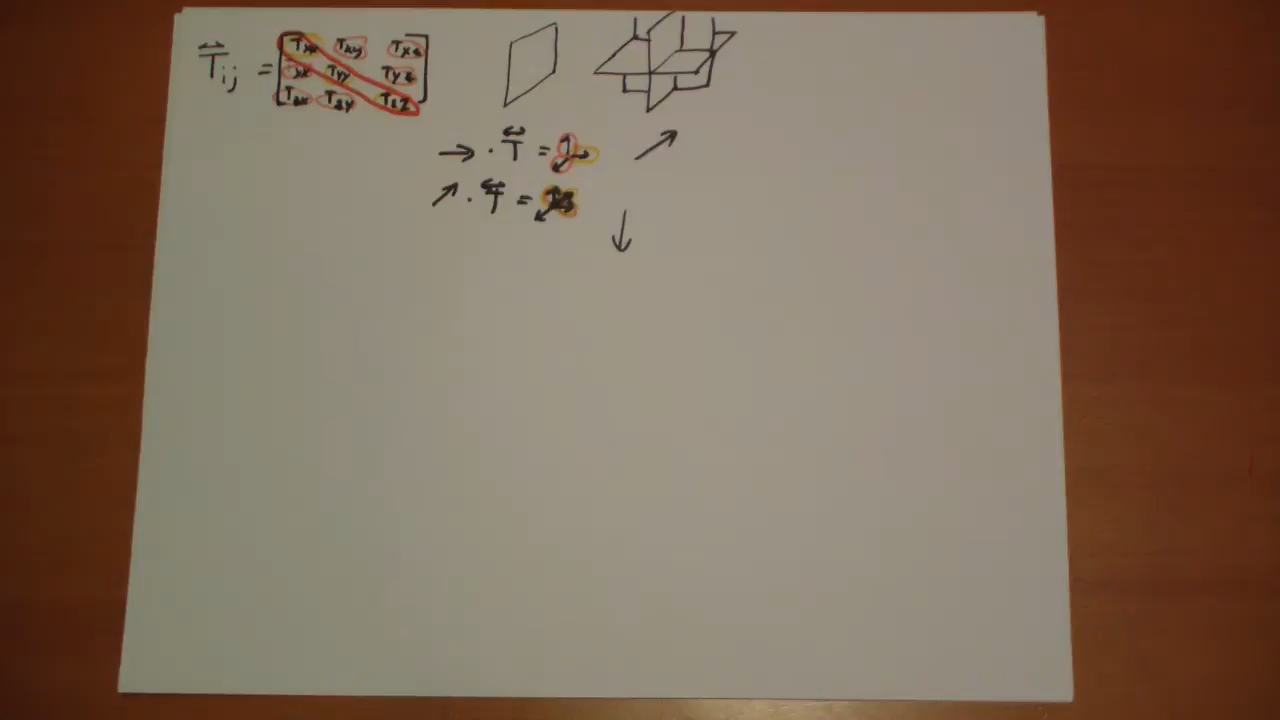 T⃡ij = [Txx Txy Txz
Tyx Tyy Tyz
Tzx Tzy Tzz]
→ · T⃡ = ↑ → ↙
↗ · T⃡ =